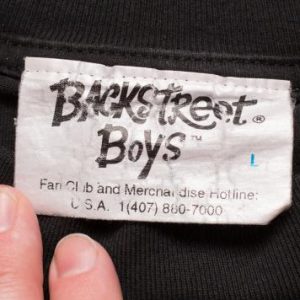 BACKSTREET®
BOYS™
L
Fan Club and Merchandise Hotline:
U.S.A. 1(407) 880-7000